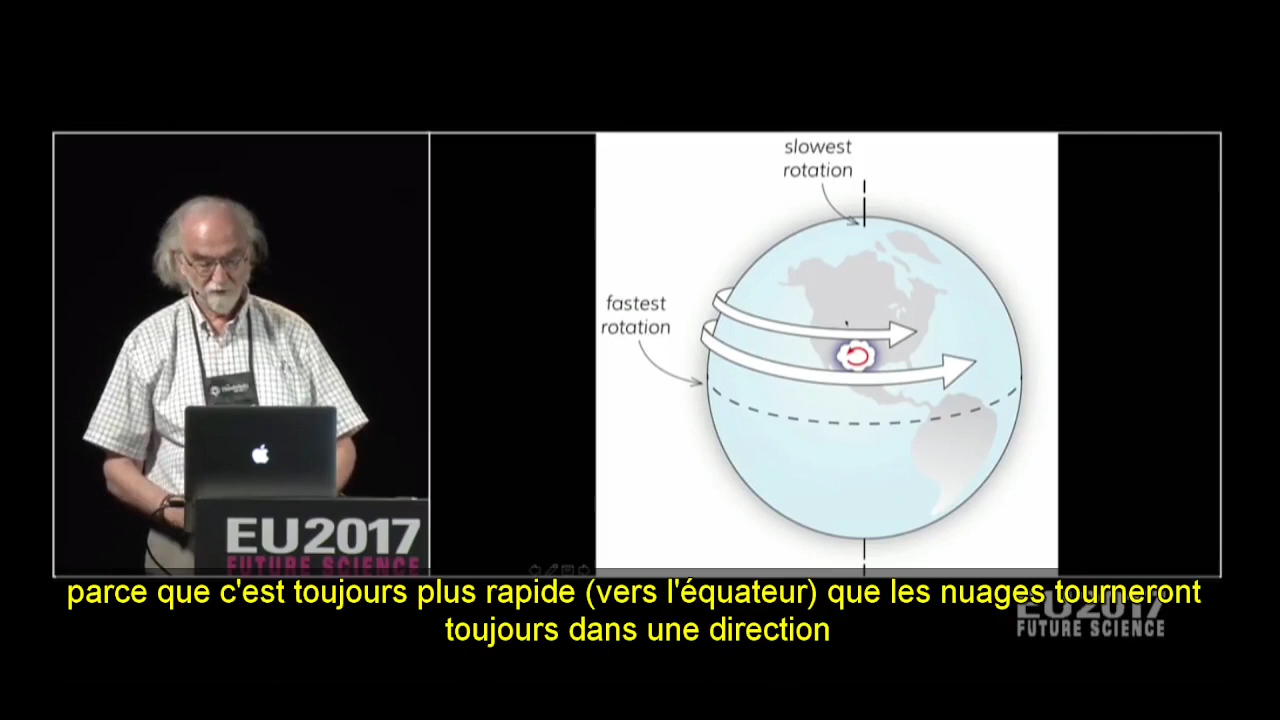 slowest
rotation
fastest
rotation
EU2017
FUTURE SCIENCE
parce que c'est toujours plus rapide (vers l'équateur) que les nuages tourneront
toujours dans une direction
EU2017
FUTURE SCIENCE